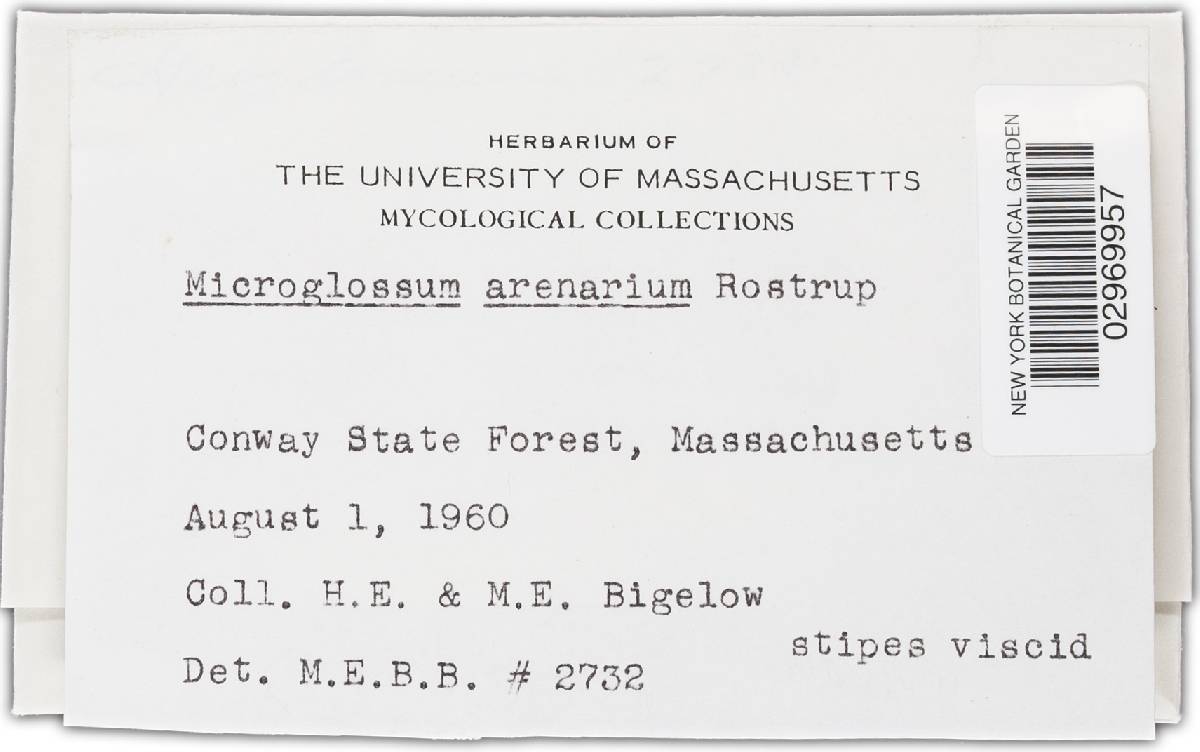 HERBARIUM OF
THE UNIVERSITY OF MASSACHUSETTS
MYCOLOGICAL COLLECTIONS
Microglossum arenarium Rostrup
Conway State Forest, Massachusetts
August 1, 1960
Coll. H.E. & M.E. Bigelow
stipes viscid
Det. M.E.B.B. # 2732
NEW YORK BOTANICAL GARDEN
02969957